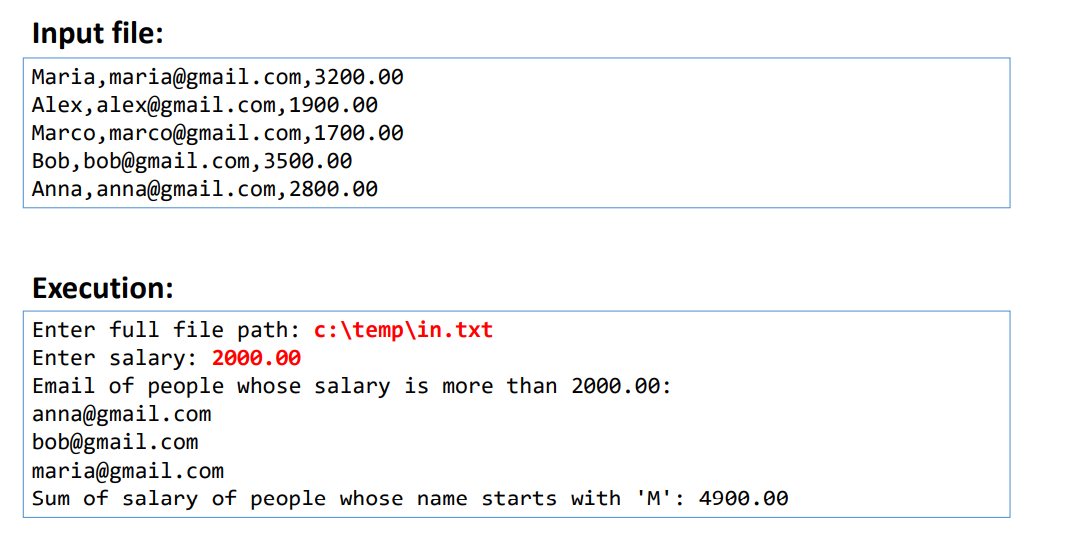 Input file:
Maria,maria@gmail.com,3200.00
Alex,alex@gmail.com,1900.00
Marco,marco@gmail.com,1700.00
Bob,bob@gmail.com,3500.00
Anna,anna@gmail.com,2800.00
Execution:
Enter full file path: c:\temp\in.txt
Enter salary: 2000.00
Email of people whose salary is more than 2000.00:
anna@gmail.com
bob@gmail.com
maria@gmail.com
Sum of salary of people whose name starts with 'M': 4900.00